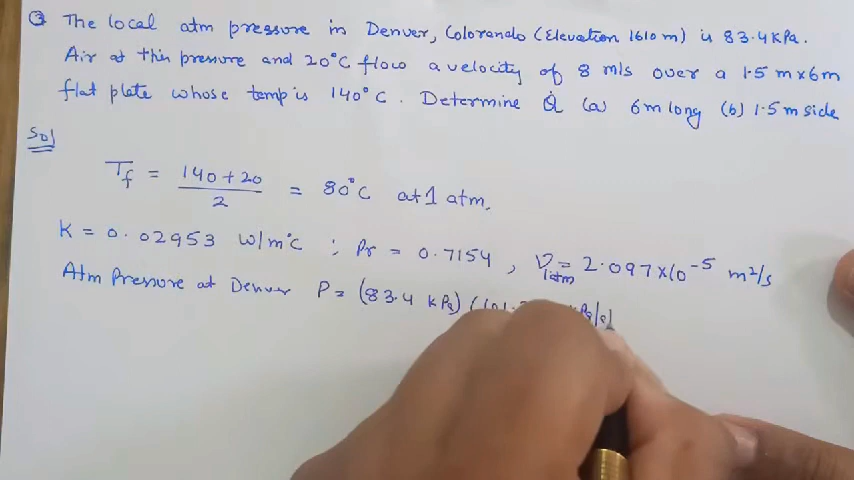 ③ The local atm pressure in Denver, Colorando (Elevation 1610 m) is 83.4 kPa.
Air at this pressure and 20°C flow a velocity of 8 m/s over a 1.5 m x 6m
flat plate whose temp is 140°C. Determine Q̇ (a) 6m long (b) 1.5 m side
Sol
Tf = (140+20)/2 = 80°C at 1 atm,
K = 0.02953 W/m°C ; Pr = 0.7154, ν1atm = 2.097×10⁻⁵ m²/s
Atm Pressure at Denver P = (83.4 kPa) (101.